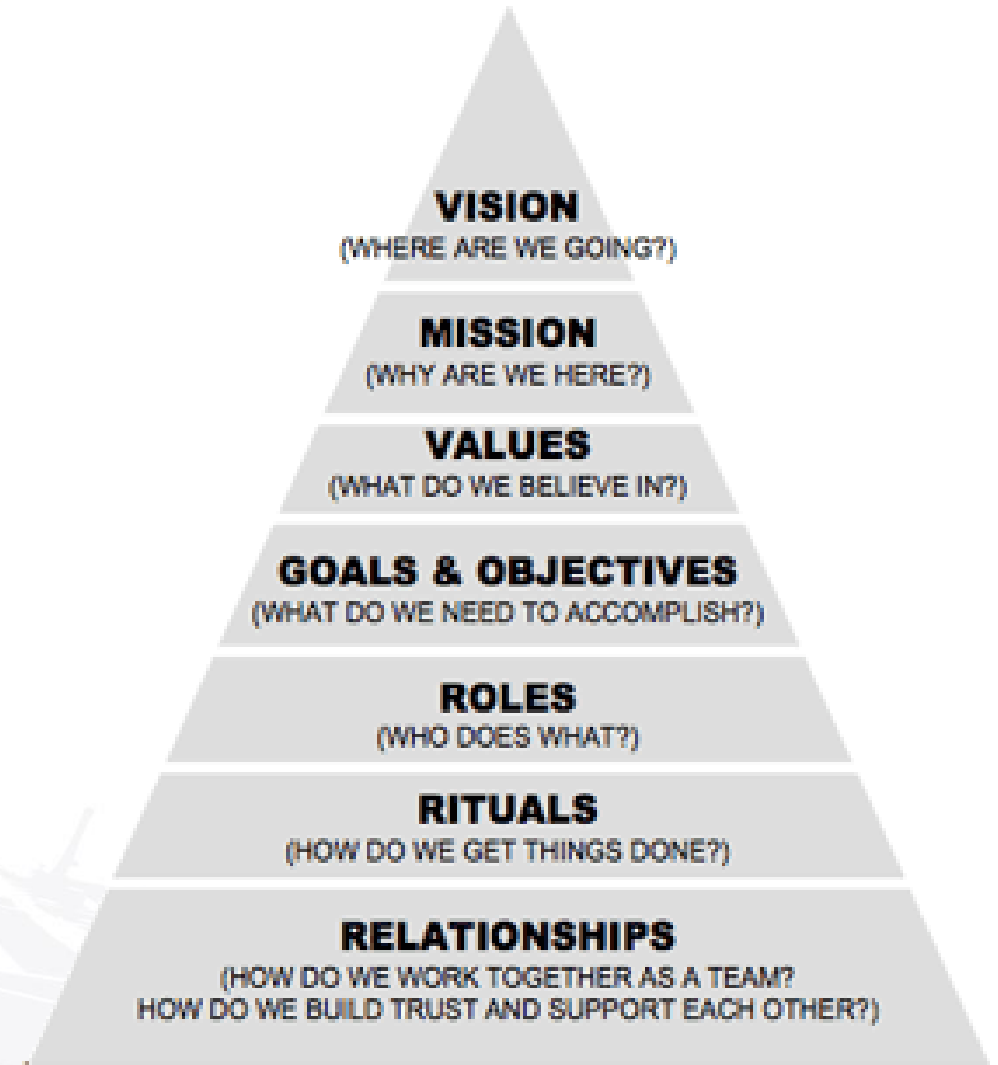 VISION
(WHERE ARE WE GOING?)
MISSION
(WHY ARE WE HERE?)
VALUES
(WHAT DO WE BELIEVE IN?)
GOALS & OBJECTIVES
(WHAT DO WE NEED TO ACCOMPLISH?)
ROLES
(WHO DOES WHAT?)
RITUALS
(HOW DO WE GET THINGS DONE?)
RELATIONSHIPS
(HOW DO WE WORK TOGETHER AS A TEAM?
HOW DO WE BUILD TRUST AND SUPPORT EACH OTHER?)